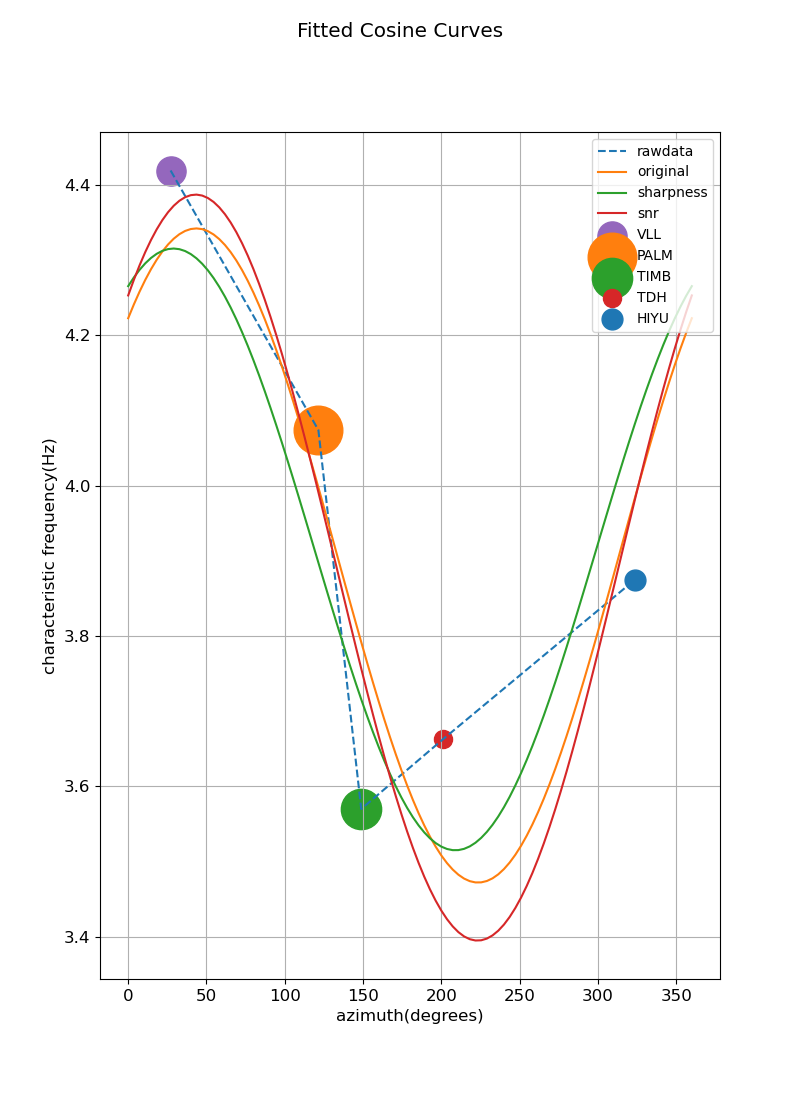 Fitted Cosine Curves
rawdata
original
sharpness
snr
VLL
PALM
TIMB
TDH
HIYU
characteristic frequency(Hz)
4.4
4.2
4.0
3.8
3.6
3.4
0 50 100 150 200 250 300 350
azimuth(degrees)